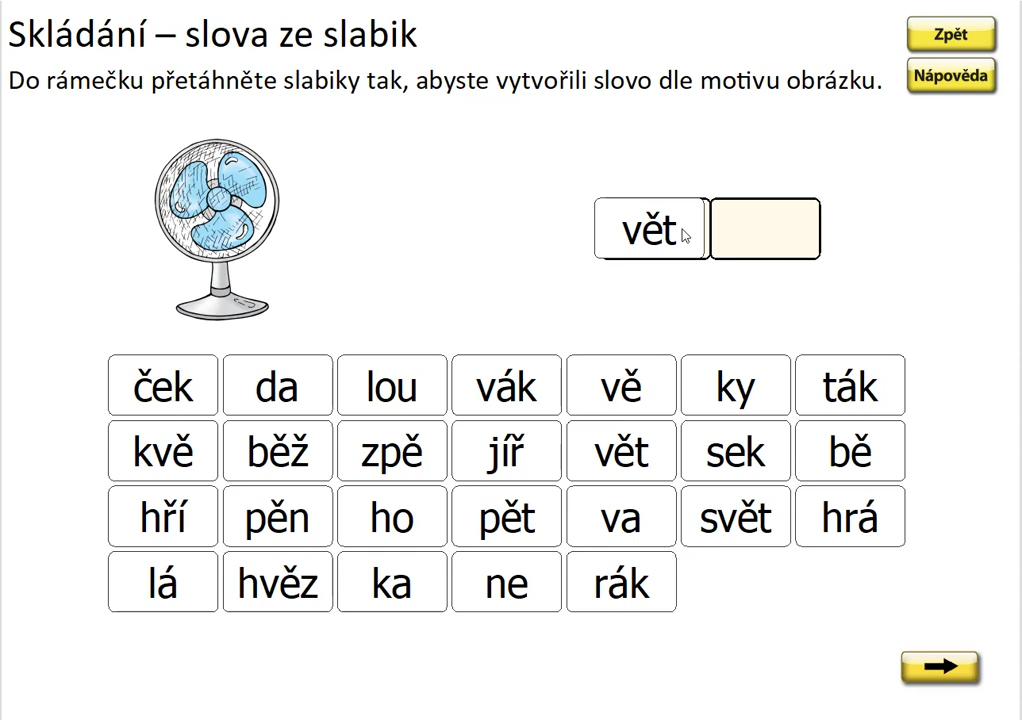 Skládání – slova ze slabik
Zpět
Do rámečku přetáhněte slabiky tak, abyste vytvořili slovo dle motivu obrázku.
Nápověda
vět
ček da lou vák vě ky ták
kvě běž zpě jíř vět sek bě
hří pěn ho pět va svět hrá
lá hvěz ka ne rák